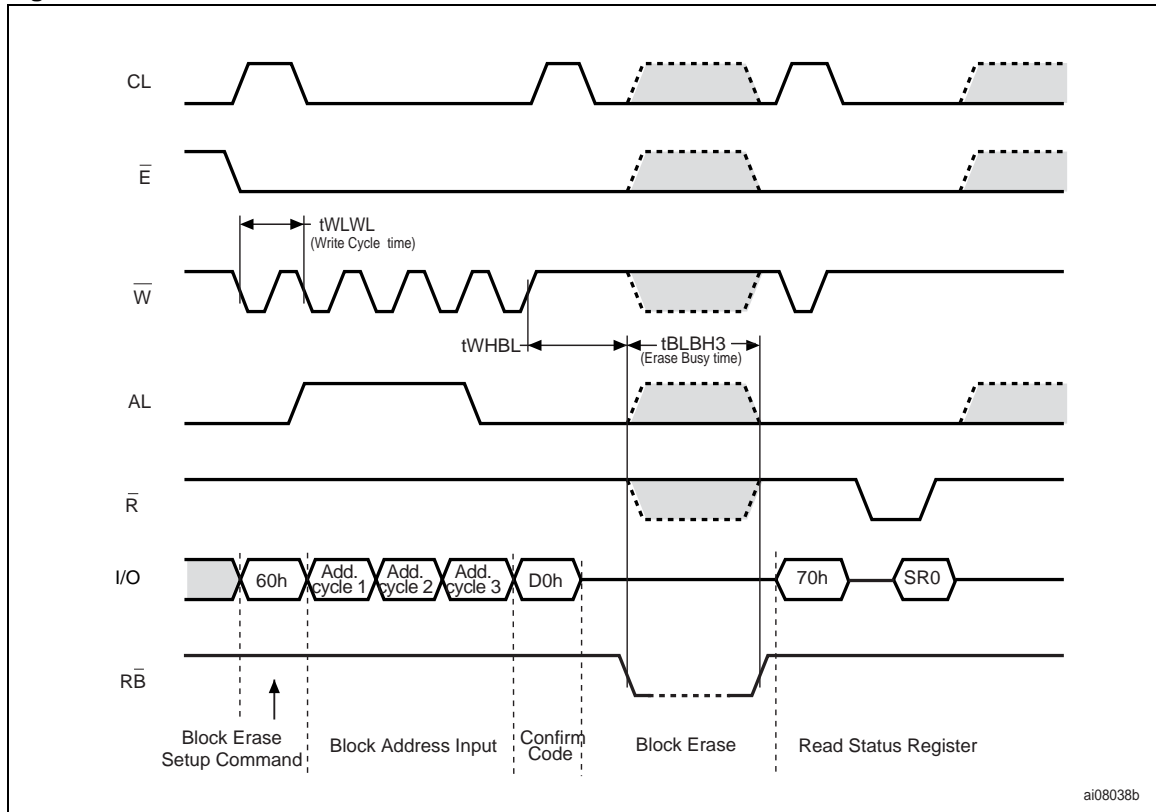 CL
E̅
tWLWL
(Write Cycle time)
W̅
tWHBL
tBLBH3
(Erase Busy time)
AL
R̅
I/O
60h
Add.
cycle 1
Add.
cycle 2
Add.
cycle 3
D0h
70h
SR0
RB̅
Block Erase
Setup Command
Block Address Input
Confirm
Code
Block Erase
Read Status Register
ai08038b